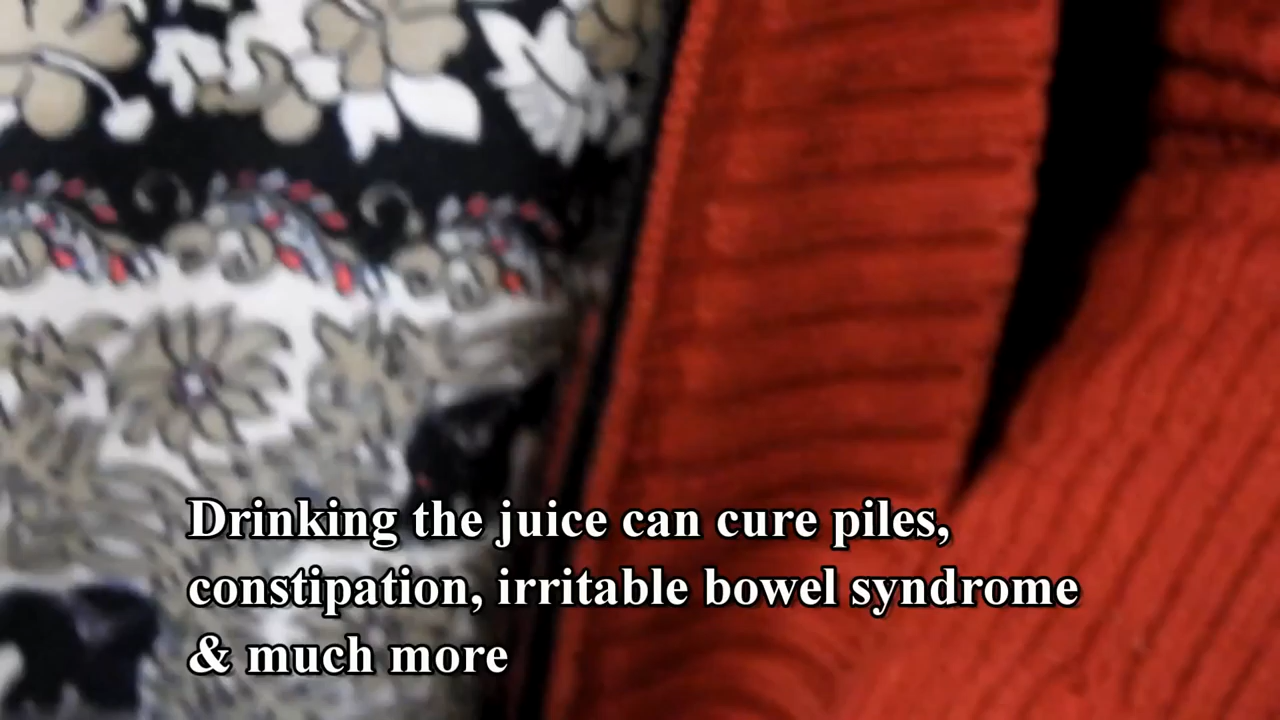 Drinking the juice can cure piles,
constipation, irritable bowel syndrome
& much more